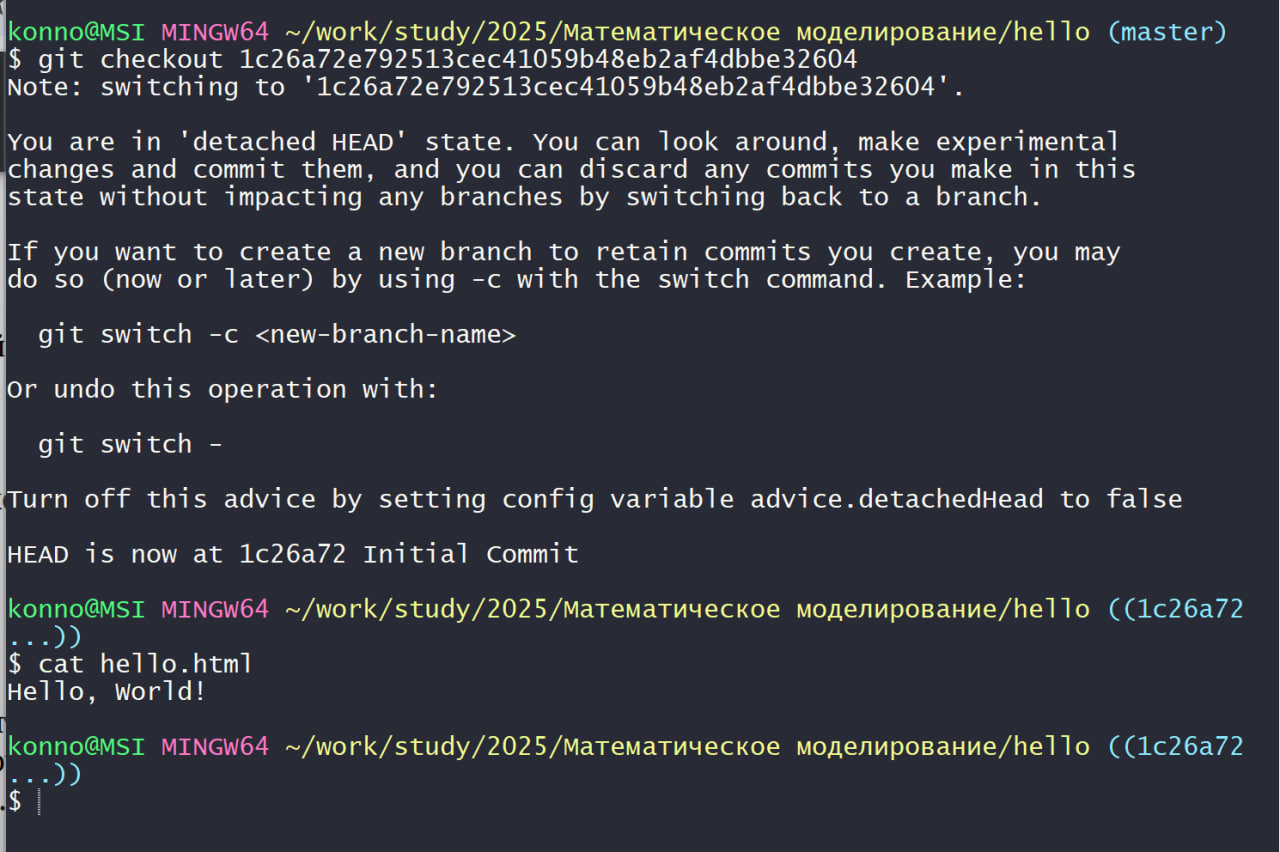 konno@MSI MINGW64 ~/work/study/2025/Математическое моделирование/hello (master)
$ git checkout 1c26a72e792513cec41059b48eb2af4dbbe32604
Note: switching to '1c26a72e792513cec41059b48eb2af4dbbe32604'.
You are in 'detached HEAD' state. You can look around, make experimental
changes and commit them, and you can discard any commits you make in this
state without impacting any branches by switching back to a branch.
If you want to create a new branch to retain commits you create, you may
do so (now or later) by using -c with the switch command. Example:
git switch -c <new-branch-name>
Or undo this operation with:
git switch -
Turn off this advice by setting config variable advice.detachedHead to false
HEAD is now at 1c26a72 Initial Commit
konno@MSI MINGW64 ~/work/study/2025/Математическое моделирование/hello ((1c26a72
...))
$ cat hello.html
Hello, World!
konno@MSI MINGW64 ~/work/study/2025/Математическое моделирование/hello ((1c26a72
...))
$